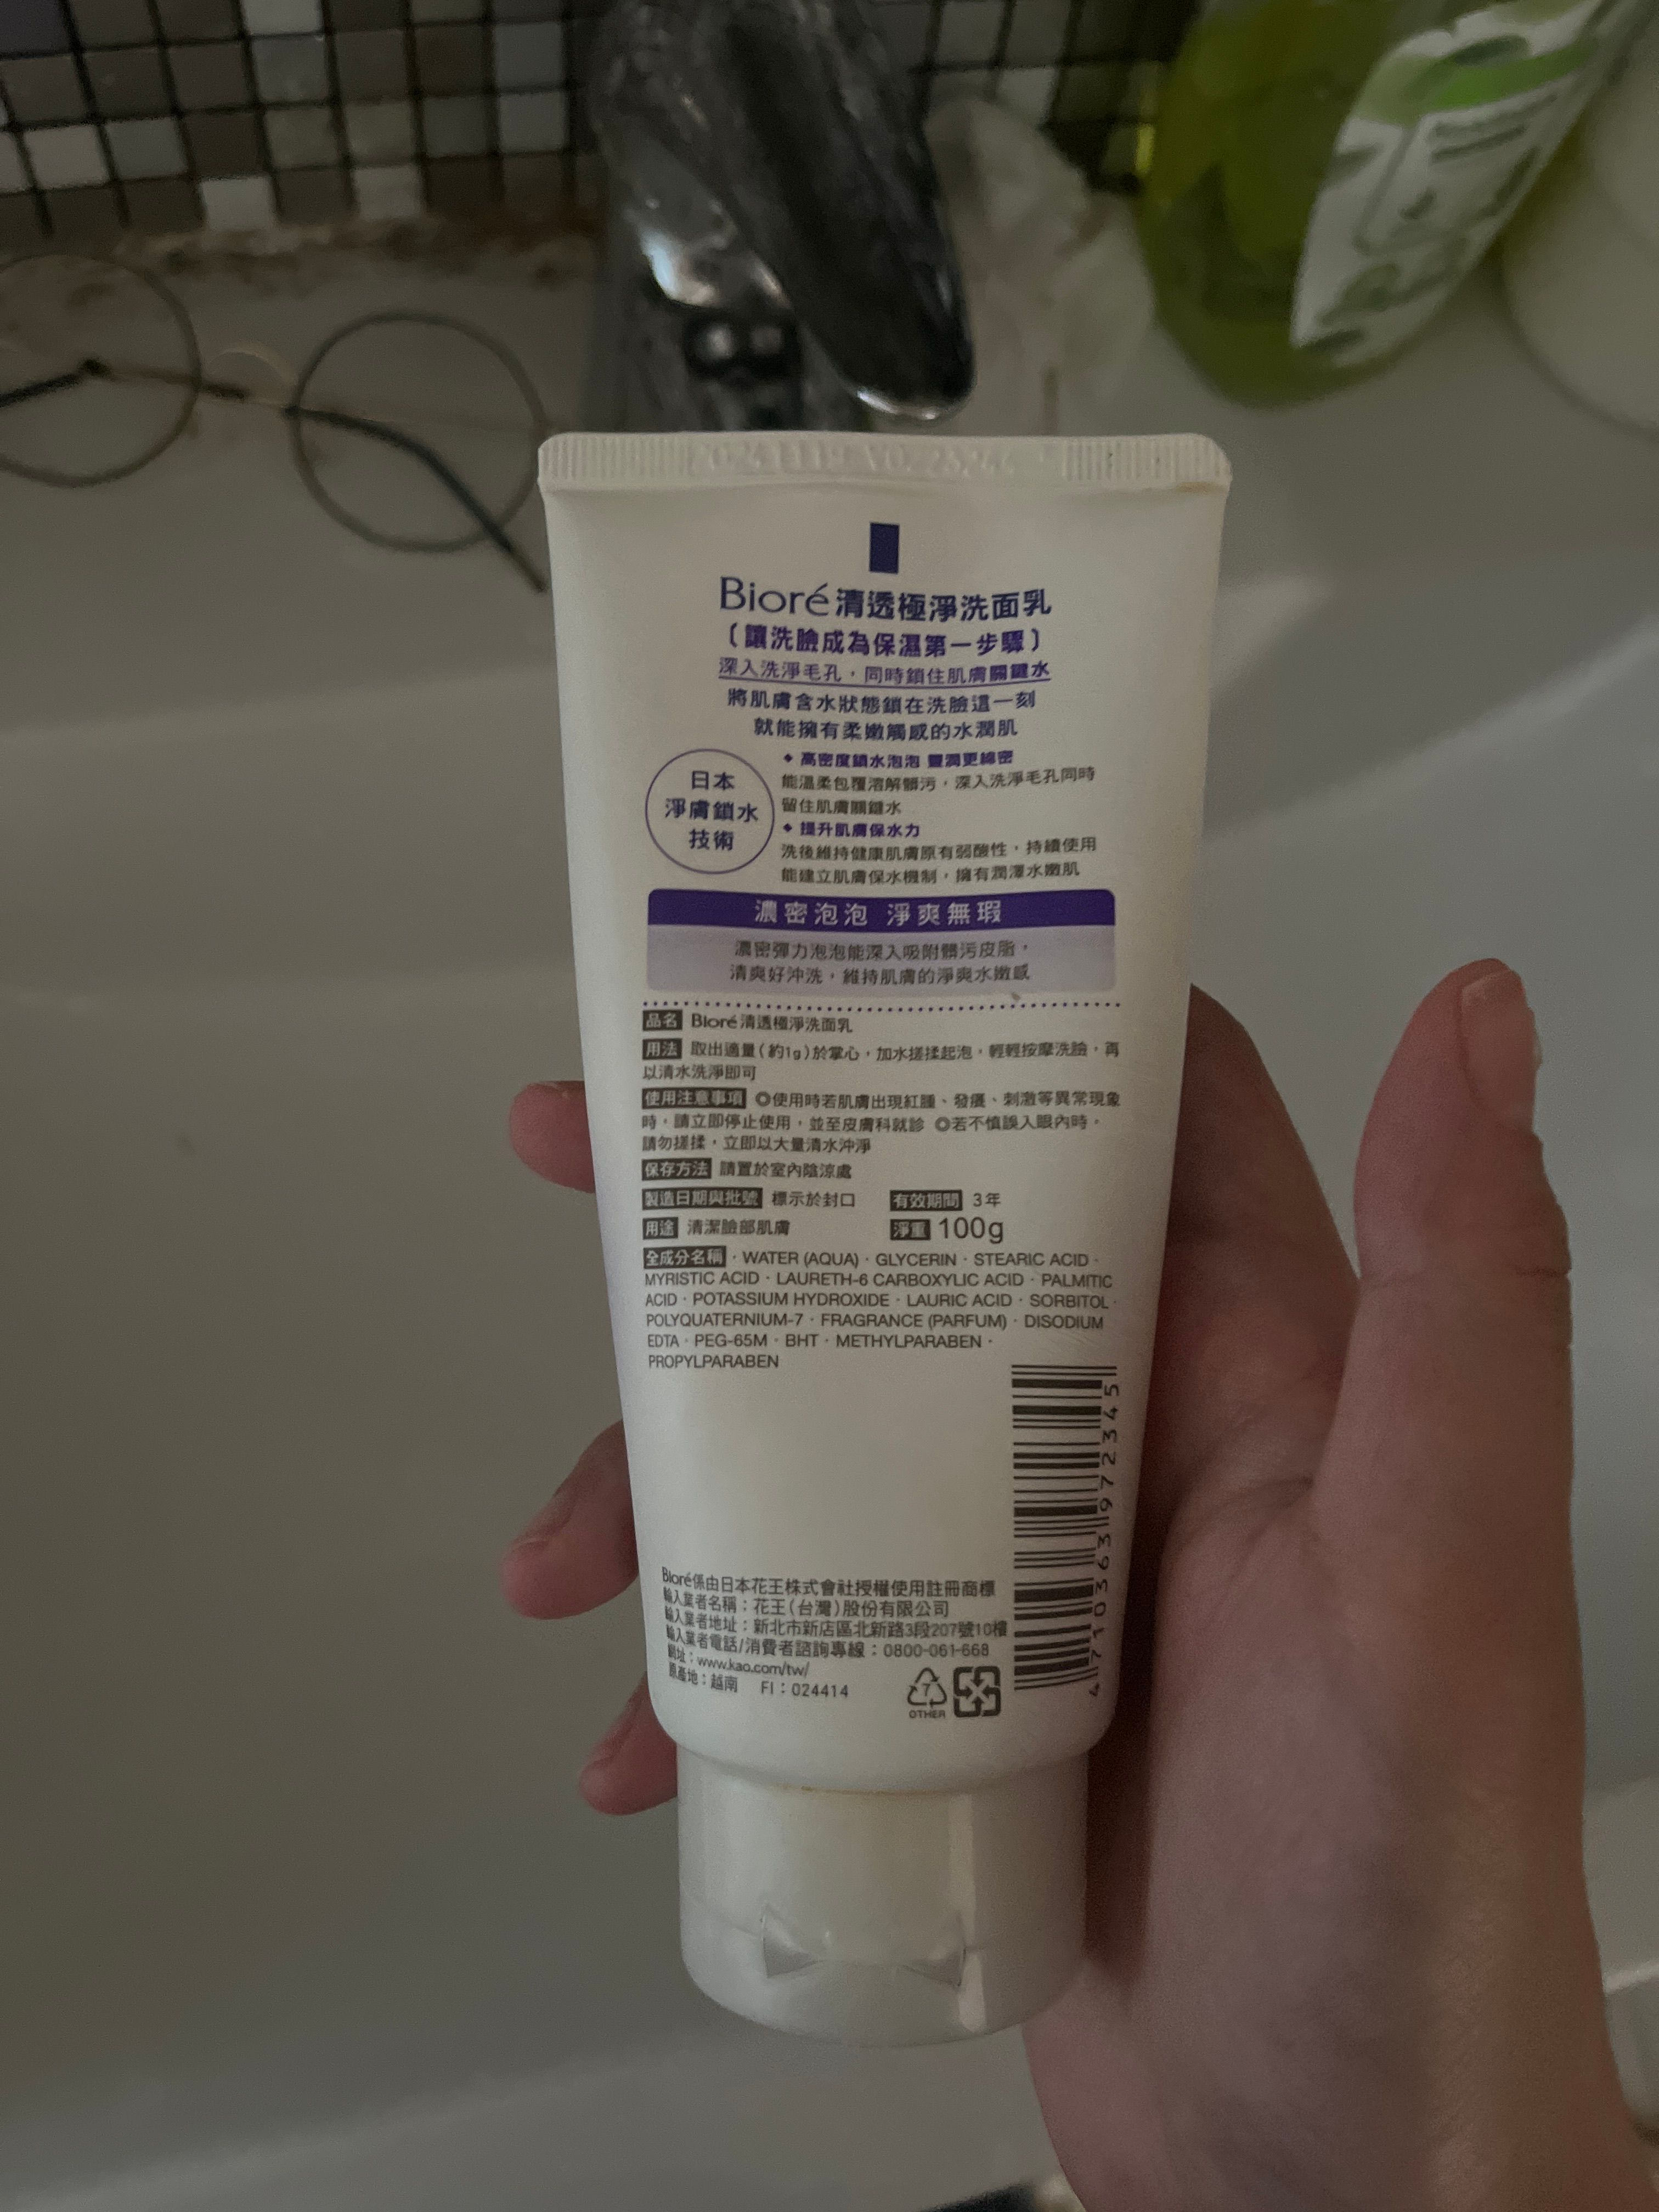 Bioré清透極淨洗面乳
〔讓洗臉成為保濕第一步驟〕
深入洗淨毛孔，同時鎖住肌膚關鍵水
將肌膚含水狀態鎖在洗臉這一刻
就能擁有柔嫩觸感的水潤肌
日本
淨膚鎖水
技術
◆ 高密度鎖水泡泡 豐潤更綿密
能溫柔包覆溶解髒污，深入洗淨毛孔同時
留住肌膚關鍵水
◆ 提升肌膚保水力
洗後維持健康肌膚原有弱酸性，持續使用
能建立肌膚保水機制，擁有潤澤水嫩肌
濃密泡泡 淨爽無瑕
濃密彈力泡泡能深入吸附髒污皮脂，
清爽好沖洗，維持肌膚的淨爽水嫩感
品名 Bioré清透極淨洗面乳
用法 取出適量(約1g)於掌心，加水搓揉起泡，輕輕按摩洗臉，再
以清水洗淨即可
使用注意事項 ◎使用時若肌膚出現紅腫、發癢、刺激等異常現象
時，請立即停止使用，並至皮膚科就診 ◎若不慎誤入眼內時，
請勿搓揉，立即以大量清水沖淨
保存方法 請置於室內陰涼處
製造日期與批號 標示於封口 有效期間 3年
用途 清潔臉部肌膚 淨重 100g
全成分名稱 · WATER (AQUA) · GLYCERIN · STEARIC ACID ·
MYRISTIC ACID · LAURETH-6 CARBOXYLIC ACID · PALMITIC
ACID · POTASSIUM HYDROXIDE · LAURIC ACID · SORBITOL ·
POLYQUATERNIUM-7 · FRAGRANCE (PARFUM) · DISODIUM
EDTA · PEG-65M · BHT · METHYLPARABEN ·
PROPYLPARABEN
4 710363 972345
Bioré係由日本花王株式會社授權使用註冊商標
輸入業者名稱：花王(台灣)股份有限公司
輸入業者地址：新北市新店區北新路3段207號10樓
輸入業者電話/消費者諮詢專線：0800-061-668
網址：www.kao.com/tw/
原產地：越南 FI：024414
7
OTHER